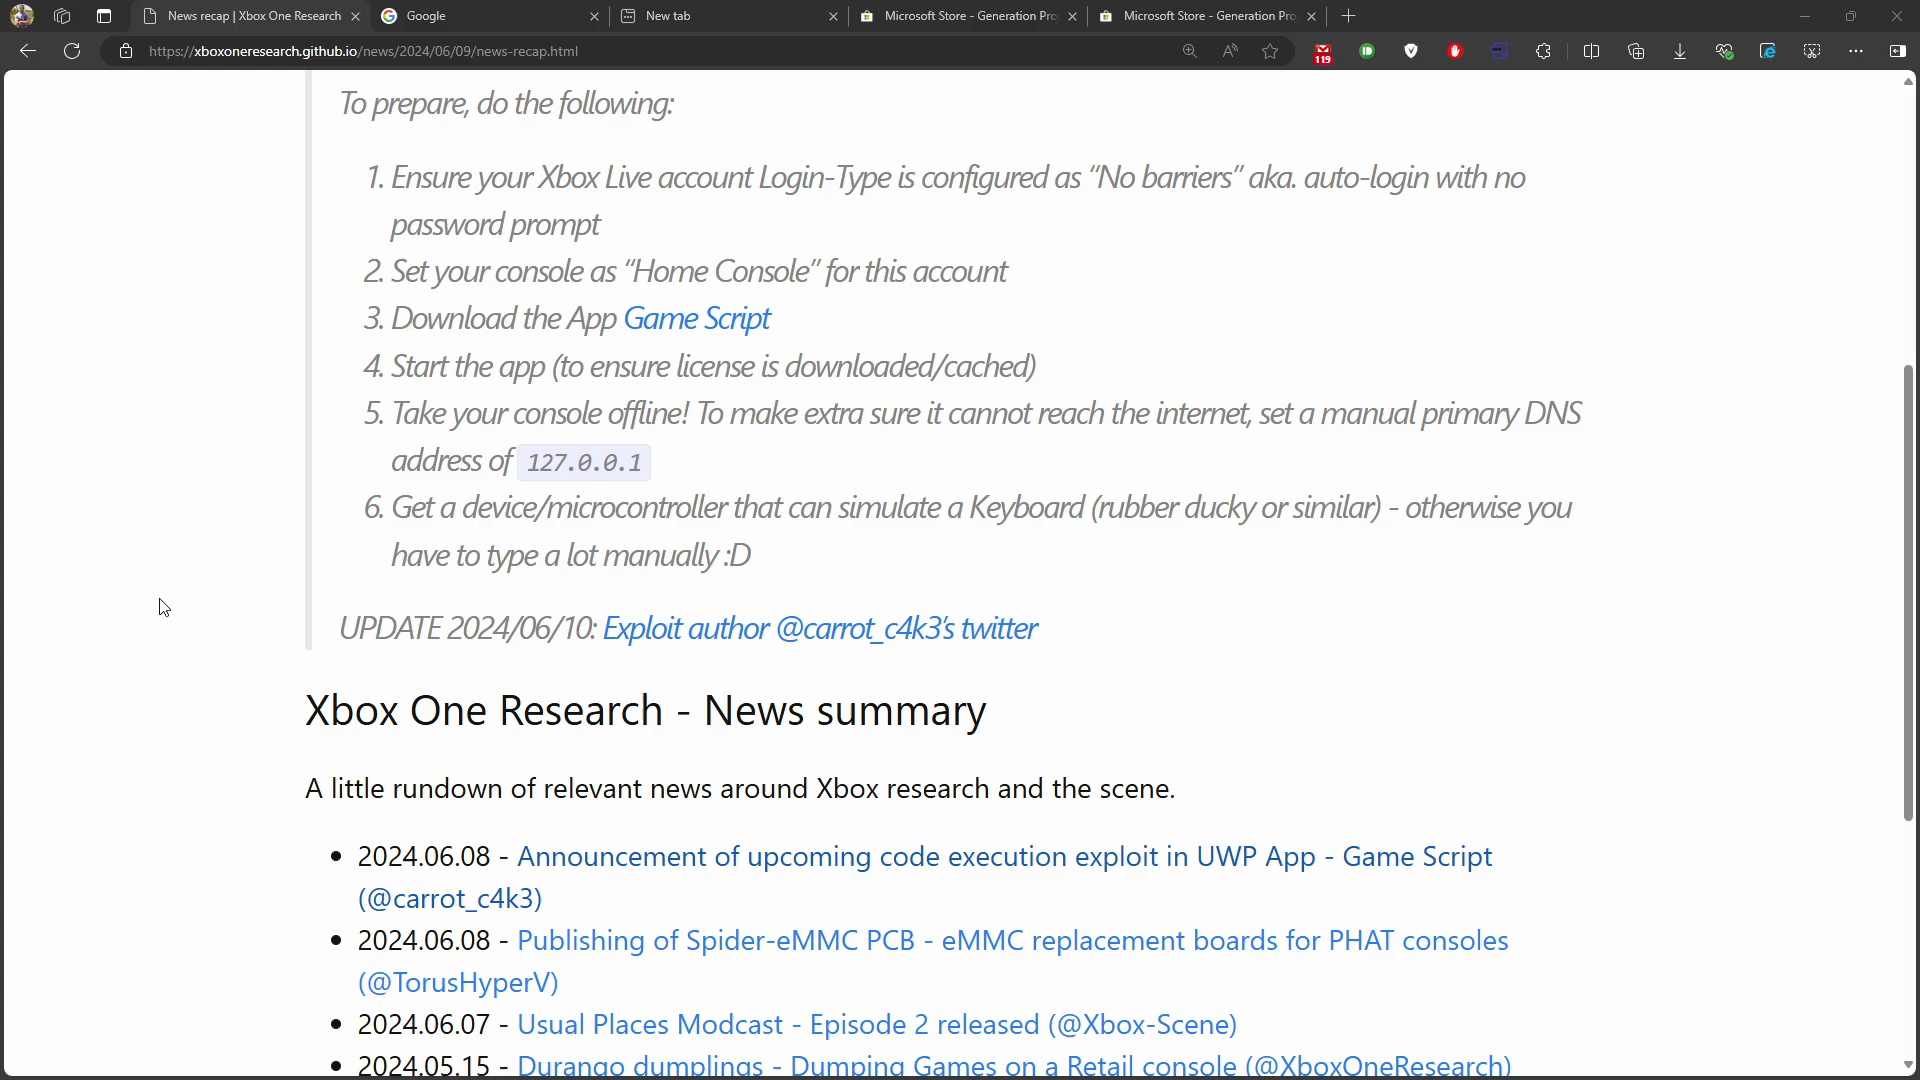 News recap | Xbox One Research
Google
New tab
Microsoft Store - Generation Pro
Microsoft Store - Generation Pro
https://xboxoneresearch.github.io/news/2024/06/09/news-recap.html
119
To prepare, do the following:
1. Ensure your Xbox Live account Login-Type is configured as “No barriers” aka. auto-login with no
password prompt
2. Set your console as “Home Console” for this account
3. Download the App Game Script
4. Start the app (to ensure license is downloaded/cached)
5. Take your console offline! To make extra sure it cannot reach the internet, set a manual primary DNS
address of 127.0.0.1
6. Get a device/microcontroller that can simulate a Keyboard (rubber ducky or similar) - otherwise you
have to type a lot manually :D
UPDATE 2024/06/10: Exploit author @carrot_c4k3’s twitter
Xbox One Research - News summary
A little rundown of relevant news around Xbox research and the scene.
• 2024.06.08 - Announcement of upcoming code execution exploit in UWP App - Game Script
(@carrot_c4k3)
• 2024.06.08 - Publishing of Spider-eMMC PCB - eMMC replacement boards for PHAT consoles
(@TorusHyperV)
• 2024.06.07 - Usual Places Modcast - Episode 2 released (@Xbox-Scene)
• 2024.05.15 - Durango dumplings - Dumping Games on a Retail console (@XboxOneResearch)